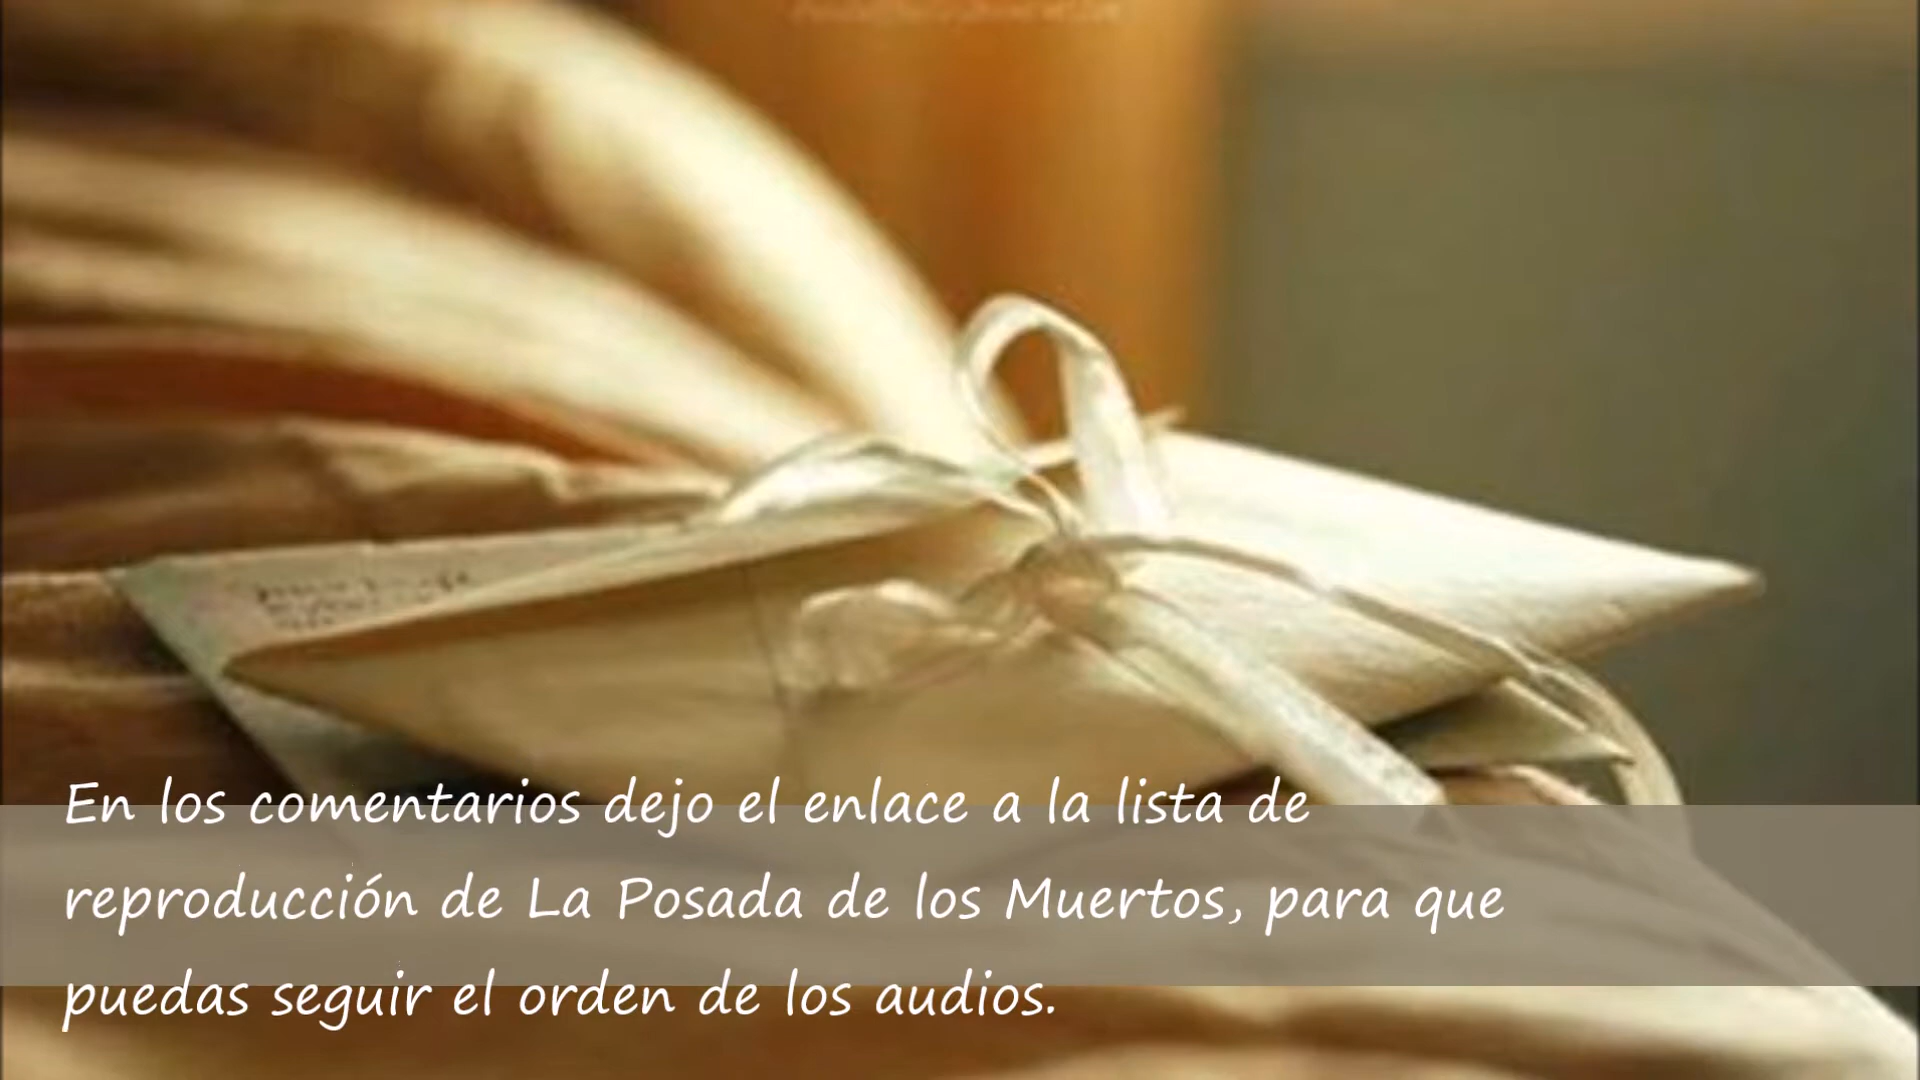 En los comentarios dejo el enlace a la lista de
reproducción de La Posada de los Muertos, para que
puedas seguir el orden de los audios.